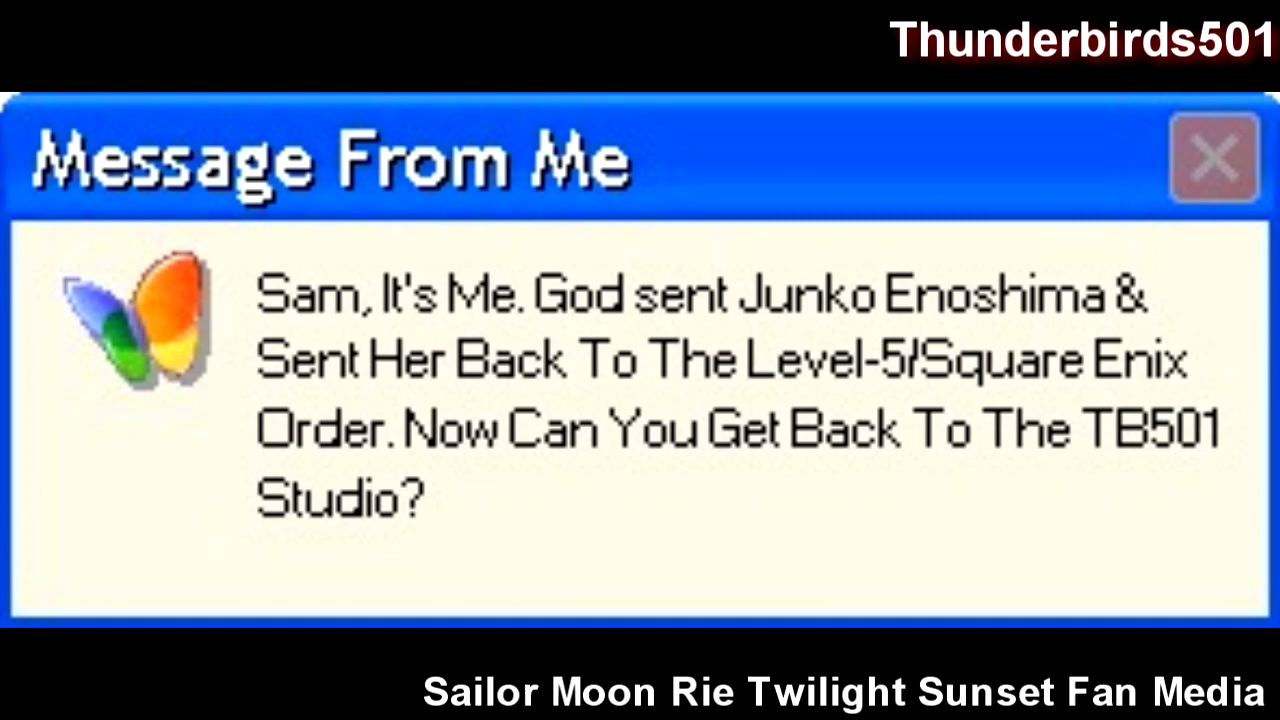 Thunderbirds501
Message From Me
Sam, It's Me. God sent Junko Enoshima &
Sent Her Back To The Level-5/Square Enix
Order. Now Can You Get Back To The TB501
Studio?
Sailor Moon Rie Twilight Sunset Fan Media